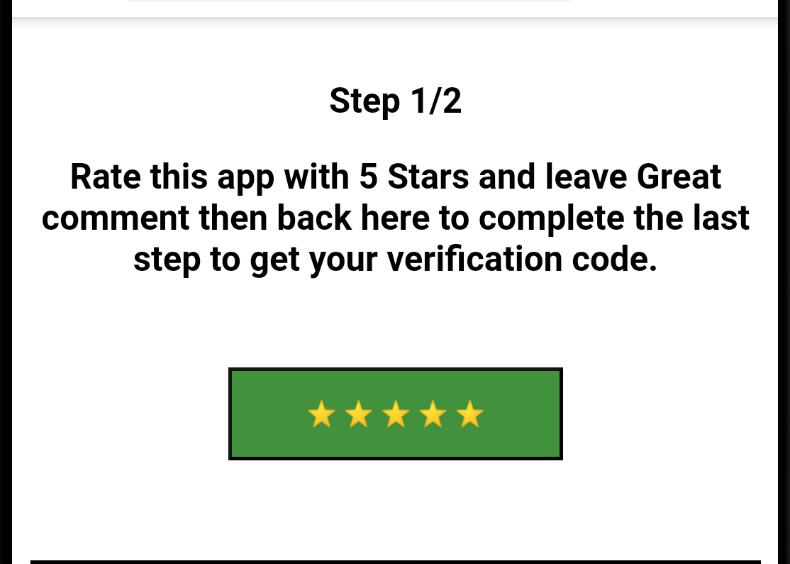 Step 1/2
Rate this app with 5 Stars and leave Great
comment then back here to complete the last
step to get your verification code.